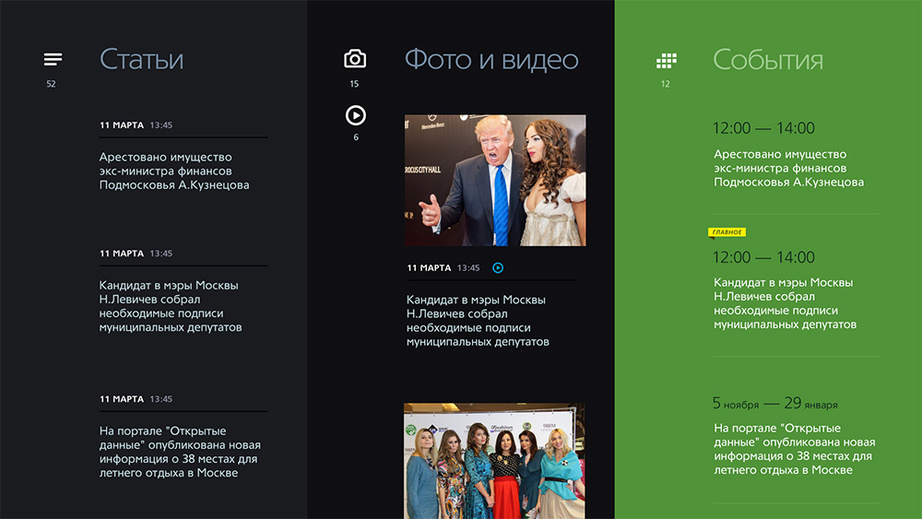 Статьи
52
11 МАРТА 13:45
Арестовано имущество
экс-министра финансов
Подмосковья А.Кузнецова
11 МАРТА 13:45
Кандидат в мэры Москвы
Н.Левичев собрал
необходимые подписи
муниципальных депутатов
11 МАРТА 13:45
На портале "Открытые
данные" опубликована новая
информация о 38 местах для
летнего отдыха в Москве
Фото и видео
15
6
Mercedes-Benz
CROCUS CITY HALL
11 МАРТА 13:45
Кандидат в мэры Москвы
Н.Левичев собрал
необходимые подписи
муниципальных депутатов
События
12
12:00 — 14:00
Арестовано имущество
экс-министра финансов
Подмосковья А.Кузнецова
ГЛАВНОЕ
12:00 — 14:00
Кандидат в мэры Москвы
Н.Левичев собрал
необходимые подписи
муниципальных депутатов
5 ноября — 29 января
На портале "Открытые
данные" опубликована новая
информация о 38 местах для
летнего отдыха в Москве